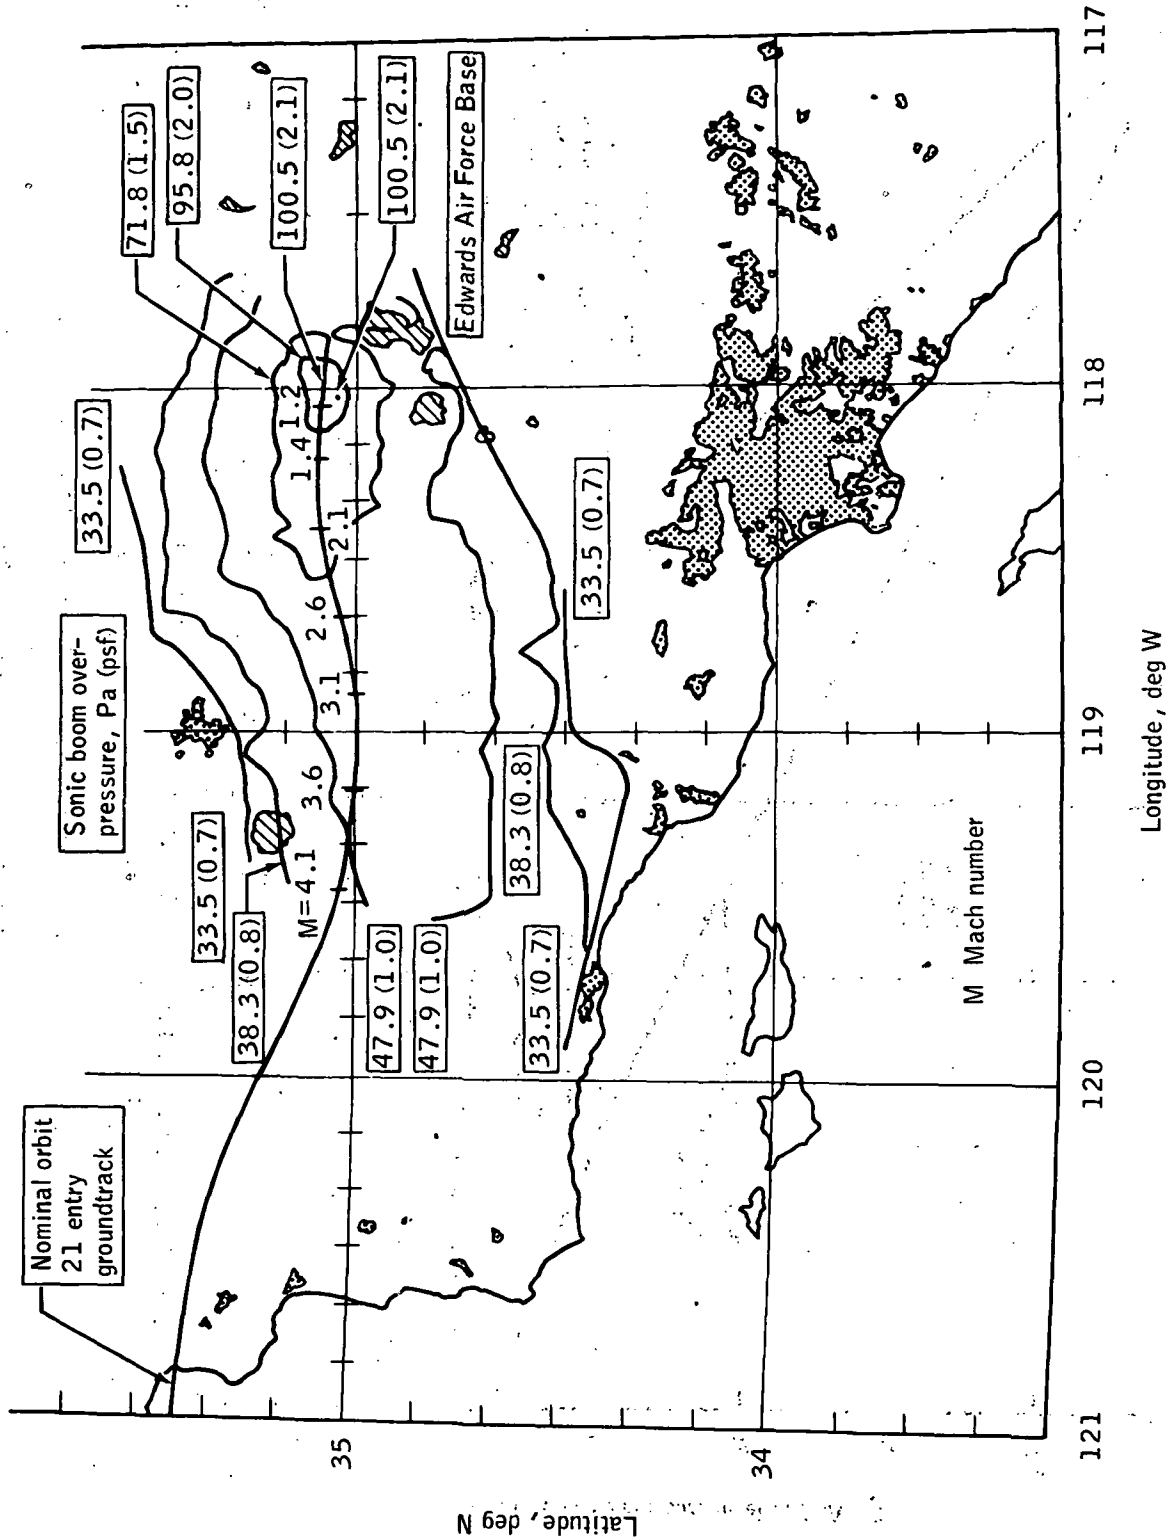 Nominal orbit
21 entry
groundtrack
Sonic boom over-
pressure, Pa (psf)
33.5 (0.7)
71.8 (1.5)
95.8 (2.0)
100.5 (2.1)
100.5 (2.1)
Edwards Air Force Base
33.5 (0.7)
38.3 (0.8)
47.9 (1.0)
47.9 (1.0)
33.5 (0.7)
38.3 (0.8)
33.5 (0.7)
M=4.1
3.6
3.1
2.6
2.1
1.4
1.2
M Mach number
35
34
Latitude, deg N
121
120
119
118
117
Longitude, deg W